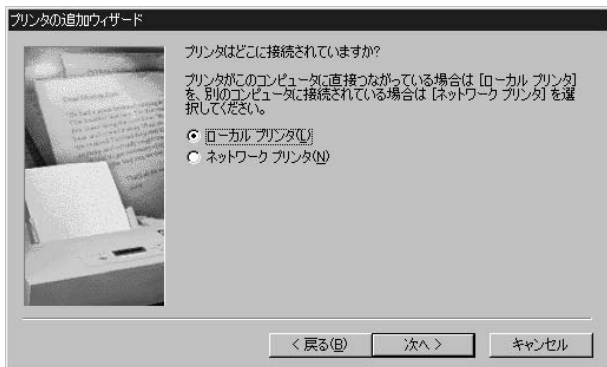 プリンタの追加ウィザード
プリンタはどこに接続されていますか?
プリンタがこのコンピュータに直接つながっている場合は [ローカル プリンタ]
を、別のコンピュータに接続されている場合は [ネットワーク プリンタ] を選
択してください。
ローカル プリンタ(L)
ネットワーク プリンタ(N)
< 戻る(B)
次へ >
キャンセル